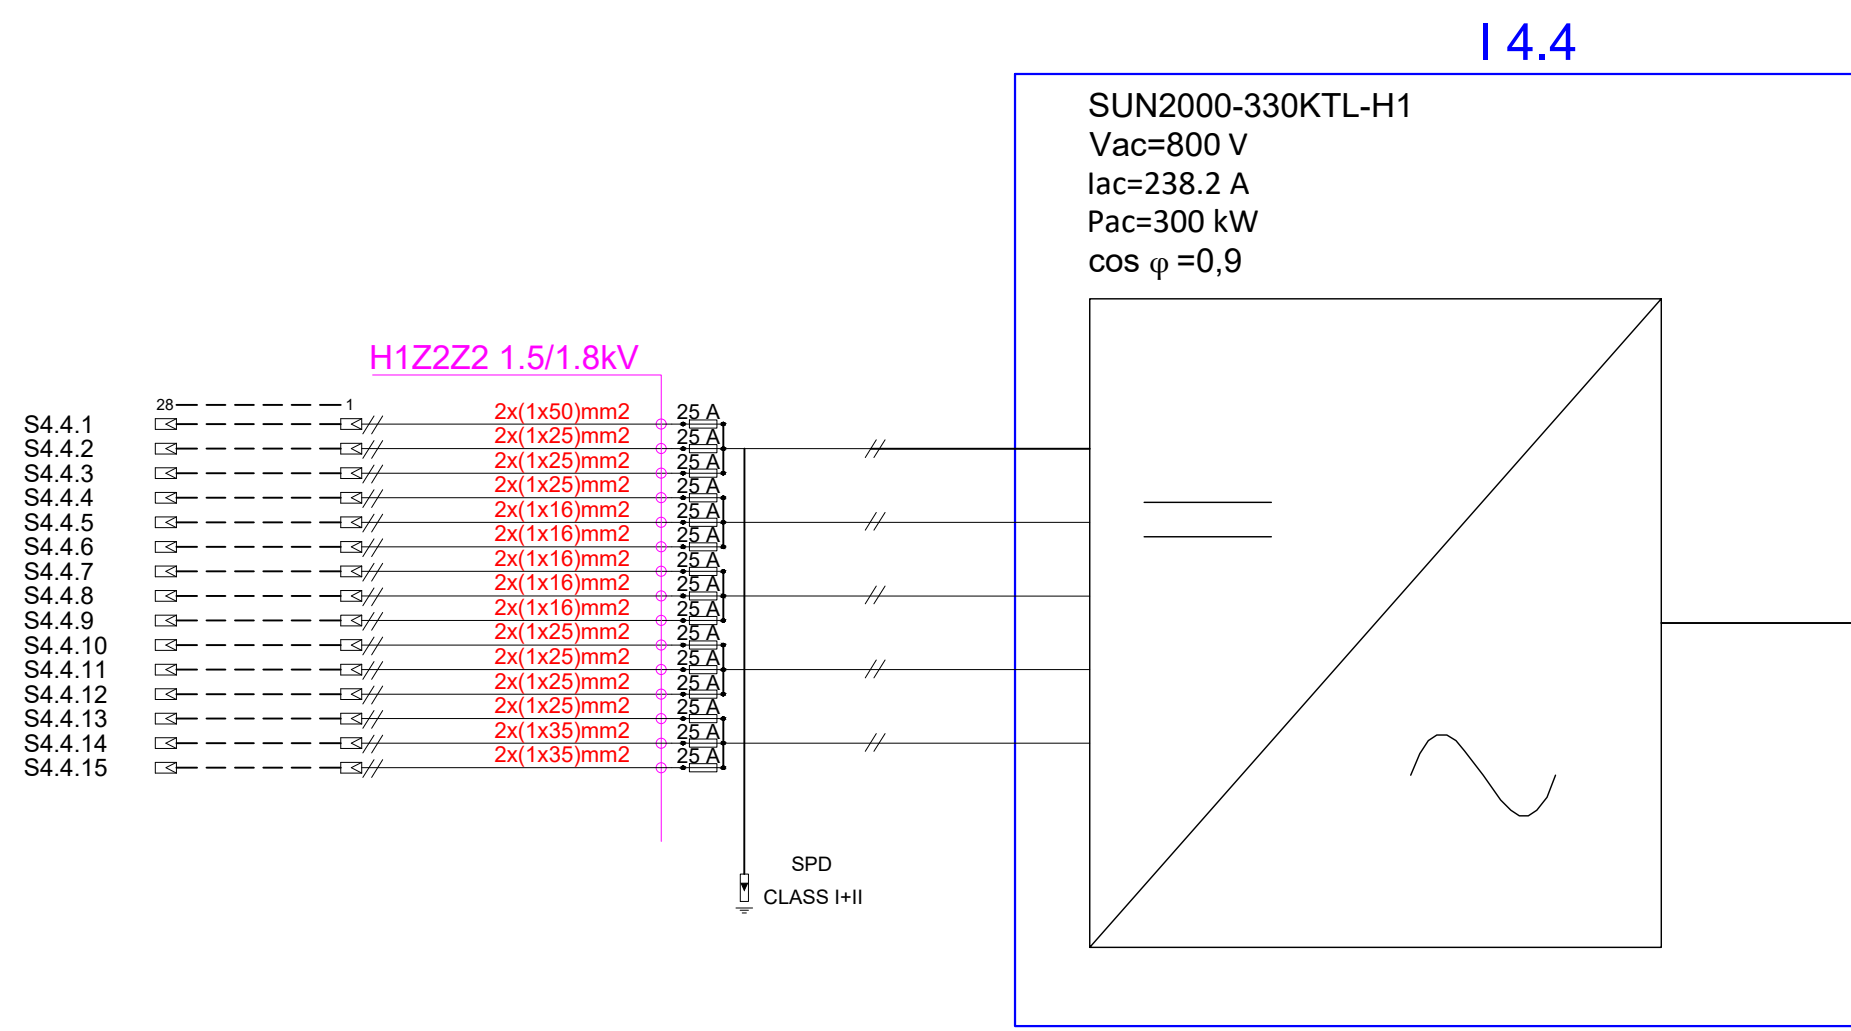 I 4.4
SUN2000-330KTL-H1
Vac=800 V
Iac=238.2 A
Pac=300 kW
cos φ =0,9
H1Z2Z2 1.5/1.8kV
28 1
S4.4.1 2x(1x50)mm2 25 A
S4.4.2 2x(1x25)mm2 25 A
S4.4.3 2x(1x25)mm2 25 A
S4.4.4 2x(1x25)mm2 25 A
S4.4.5 2x(1x16)mm2 25 A
S4.4.6 2x(1x16)mm2 25 A
S4.4.7 2x(1x16)mm2 25 A
S4.4.8 2x(1x16)mm2 25 A
S4.4.9 2x(1x16)mm2 25 A
S4.4.10 2x(1x25)mm2 25 A
S4.4.11 2x(1x25)mm2 25 A
S4.4.12 2x(1x25)mm2 25 A
S4.4.13 2x(1x25)mm2 25 A
S4.4.14 2x(1x35)mm2 25 A
S4.4.15 2x(1x35)mm2 25 A
SPD
CLASS I+II